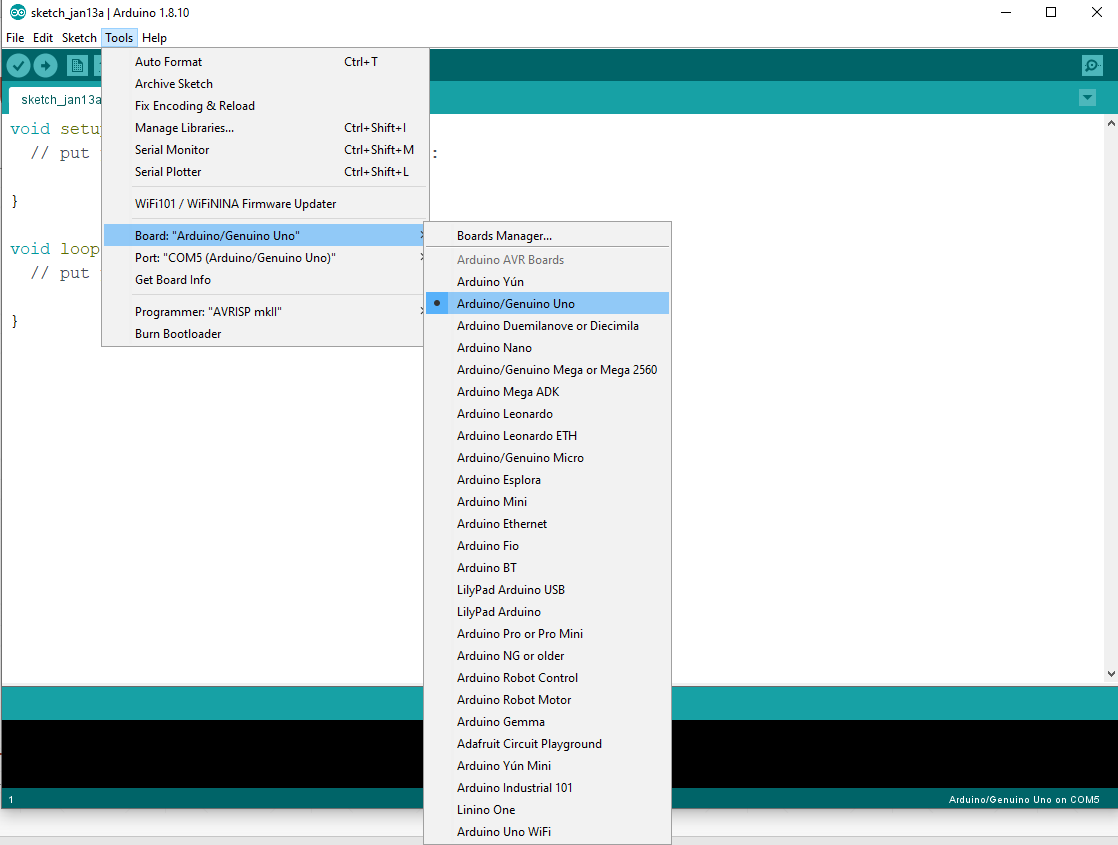 sketch_jan13a | Arduino 1.8.10
File Edit Sketch Tools Help
Auto Format Ctrl+T
Archive Sketch
Fix Encoding & Reload
Manage Libraries... Ctrl+Shift+I
Serial Monitor Ctrl+Shift+M
Serial Plotter Ctrl+Shift+L
WiFi101 / WiFiNINA Firmware Updater
Board: "Arduino/Genuino Uno"
Port: "COM5 (Arduino/Genuino Uno)"
Get Board Info
Programmer: "AVRISP mkII"
Burn Bootloader
sketch_jan13a
void setup
// put :
}
void loop
// put
}
Boards Manager...
Arduino AVR Boards
Arduino Yún
Arduino/Genuino Uno
Arduino Duemilanove or Diecimila
Arduino Nano
Arduino/Genuino Mega or Mega 2560
Arduino Mega ADK
Arduino Leonardo
Arduino Leonardo ETH
Arduino/Genuino Micro
Arduino Esplora
Arduino Mini
Arduino Ethernet
Arduino Fio
Arduino BT
LilyPad Arduino USB
LilyPad Arduino
Arduino Pro or Pro Mini
Arduino NG or older
Arduino Robot Control
Arduino Robot Motor
Arduino Gemma
Adafruit Circuit Playground
Arduino Yún Mini
Arduino Industrial 101
Linino One
Arduino Uno WiFi
1
Arduino/Genuino Uno on COM5